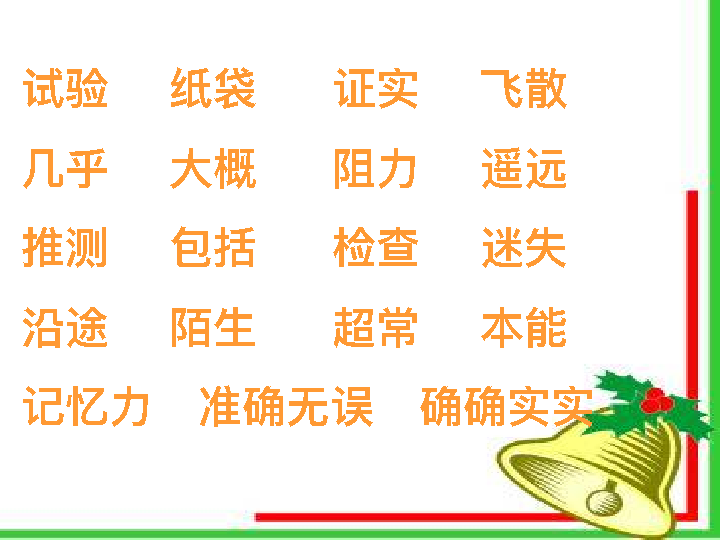 试验 纸袋 证实 飞散
几乎 大概 阻力 遥远
推测 包括 检查 迷失
沿途 陌生 超常 本能
记忆力 准确无误 确确实实